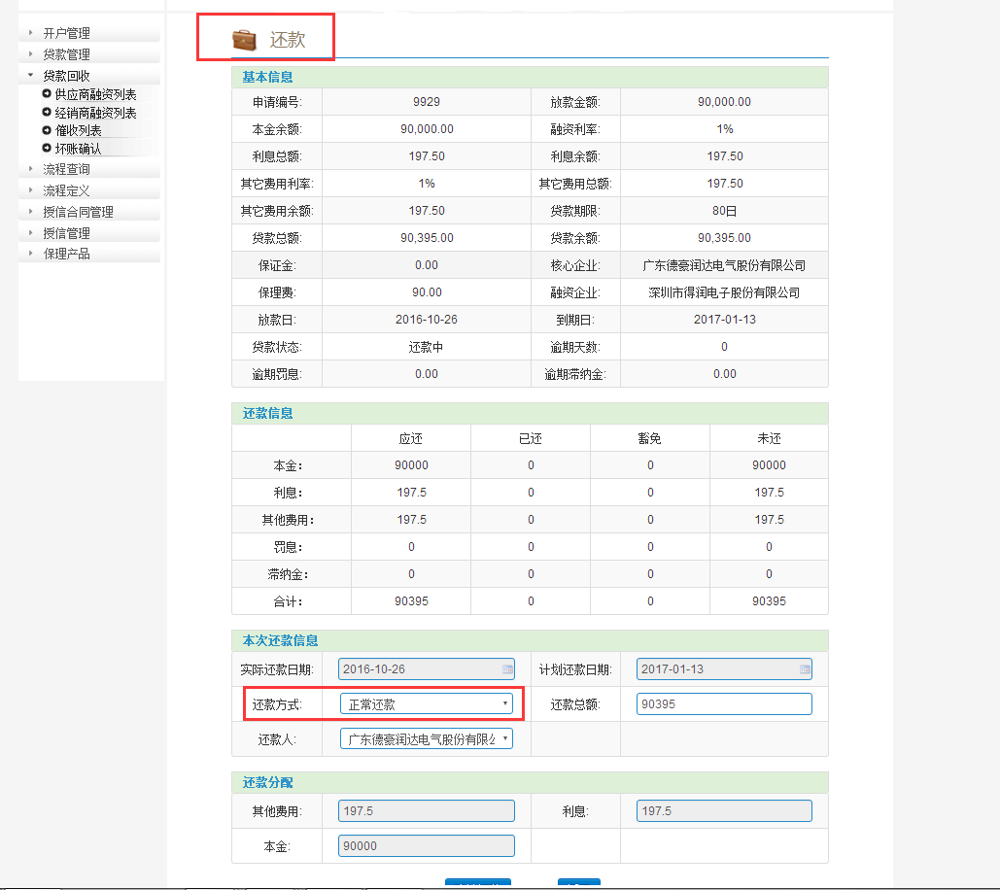 开户管理
贷款管理
贷款回收
供应商融资列表
经销商融资列表
催收列表
坏账确认
流程查询
流程定义
授信合同管理
授信管理
保理产品
还款
基本信息
申请编号: 9929 放款金额: 90,000.00
本金余额: 90,000.00 融资利率: 1%
利息总额: 197.50 利息余额: 197.50
其它费用利率: 1% 其它费用总额: 197.50
其它费用余额: 197.50 贷款期限: 80日
贷款总额: 90,395.00 贷款余额: 90,395.00
保证金: 0.00 核心企业: 广东德豪润达电气股份有限公司
保理费: 90.00 融资企业: 深圳市得润电子股份有限公司
放款日: 2016-10-26 到期日: 2017-01-13
贷款状态: 还款中 逾期天数: 0
逾期罚息: 0.00 逾期滞纳金: 0.00
还款信息
应还 已还 豁免 未还
本金: 90000 0 0 90000
利息: 197.5 0 0 197.5
其他费用: 197.5 0 0 197.5
罚息: 0 0 0 0
滞纳金: 0 0 0 0
合计: 90395 0 0 90395
本次还款信息
实际还款日期: 2016-10-26 计划还款日期: 2017-01-13
还款方式: 正常还款 还款总额: 90395
还款人: 广东德豪润达电气股份有限
还款分配
其他费用: 197.5 利息: 197.5
本金: 90000